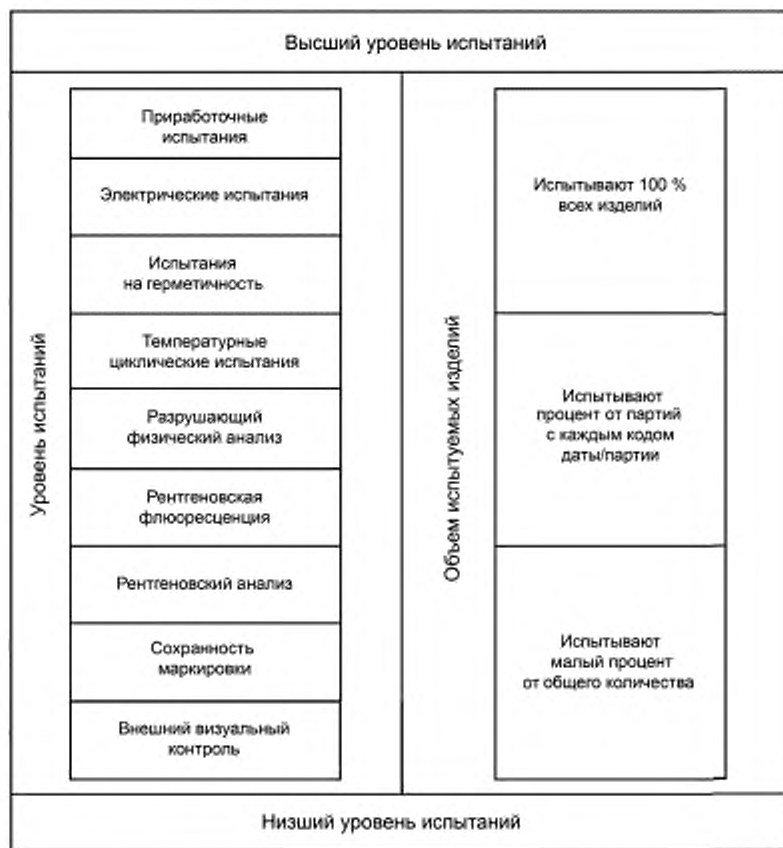 Высший уровень испытаний
Уровень испытаний
Приработочные
испытания
Электрические испытания
Испытания
на герметичность
Температурные
циклические испытания
Разрушающий
физический анализ
Рентгеновская
флюоресценция
Рентгеновский анализ
Сохранность
маркировки
Внешний визуальный
контроль
Объем испытуемых изделий
Испытывают 100 %
всех изделий
Испытывают
процент от партий
с каждым кодом
даты/партии
Испытывают
малый процент
от общего количества
Низший уровень испытаний